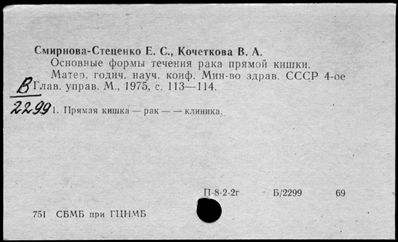 Смирнова-Стеценко Е. С., Кочеткова В. А.
Основные формы течения рака прямой кишки.
Матер. годич. науч. конф. Мин-во здрав. СССР 4-ое
Глав. управ. М., 1975, с. 113—114.
В
2299
1. Прямая кишка — рак — — клиника.
П-8-2-2г Б/2299 69
751 СБМБ при ГЦНМБ